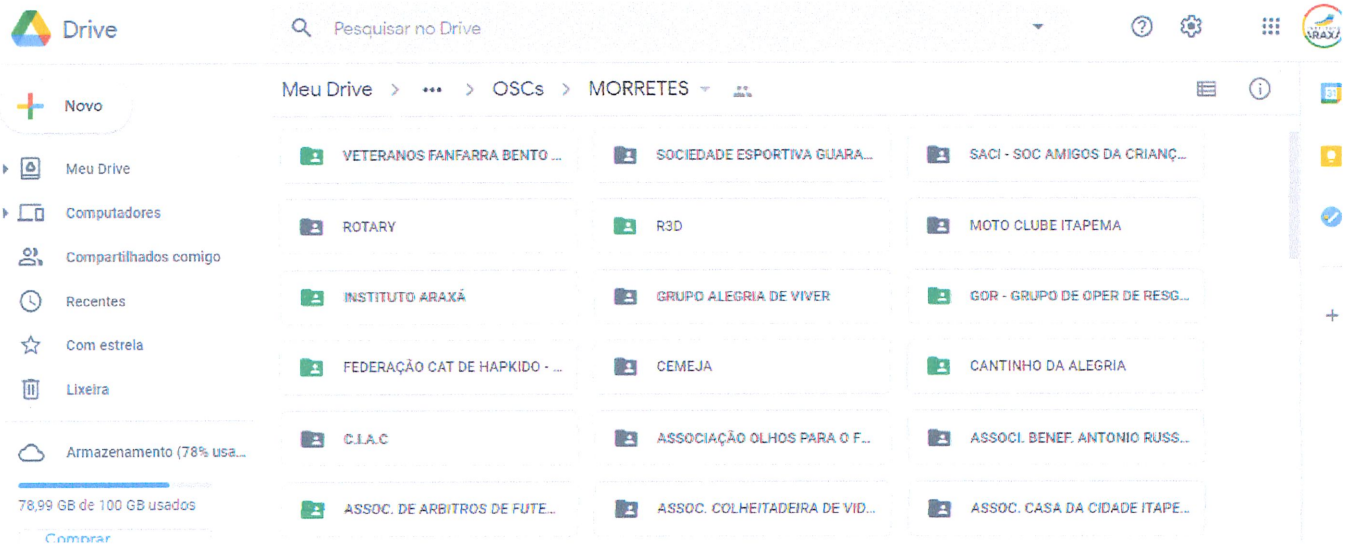 Drive
Pesquisar no Drive
ARAXÁ
Novo
Meu Drive > ... > OSCs > MORRETES
31
Meu Drive
Computadores
Compartilhados comigo
Recentes
Com estrela
Lixeira
Armazenamento (78% usa...
78,99 GB de 100 GB usados
Comprar
VETERANOS FANFARRA BENTO ...
SOCIEDADE ESPORTIVA GUARA...
SACI - SOC AMIGOS DA CRIANÇ...
ROTARY
R3D
MOTO CLUBE ITAPEMA
INSTITUTO ARAXÁ
GRUPO ALEGRIA DE VIVER
GOR - GRUPO DE OPER DE RESG...
FEDERAÇÃO CAT DE HAPKIDO - ...
CEMEJA
CANTINHO DA ALEGRIA
C.I.A.C
ASSOCIAÇÃO OLHOS PARA O F...
ASSOCI. BENEF. ANTONIO RUSS...
ASSOC. DE ARBITROS DE FUTE...
ASSOC. COLHEITADEIRA DE VID...
ASSOC. CASA DA CIDADE ITAPE...